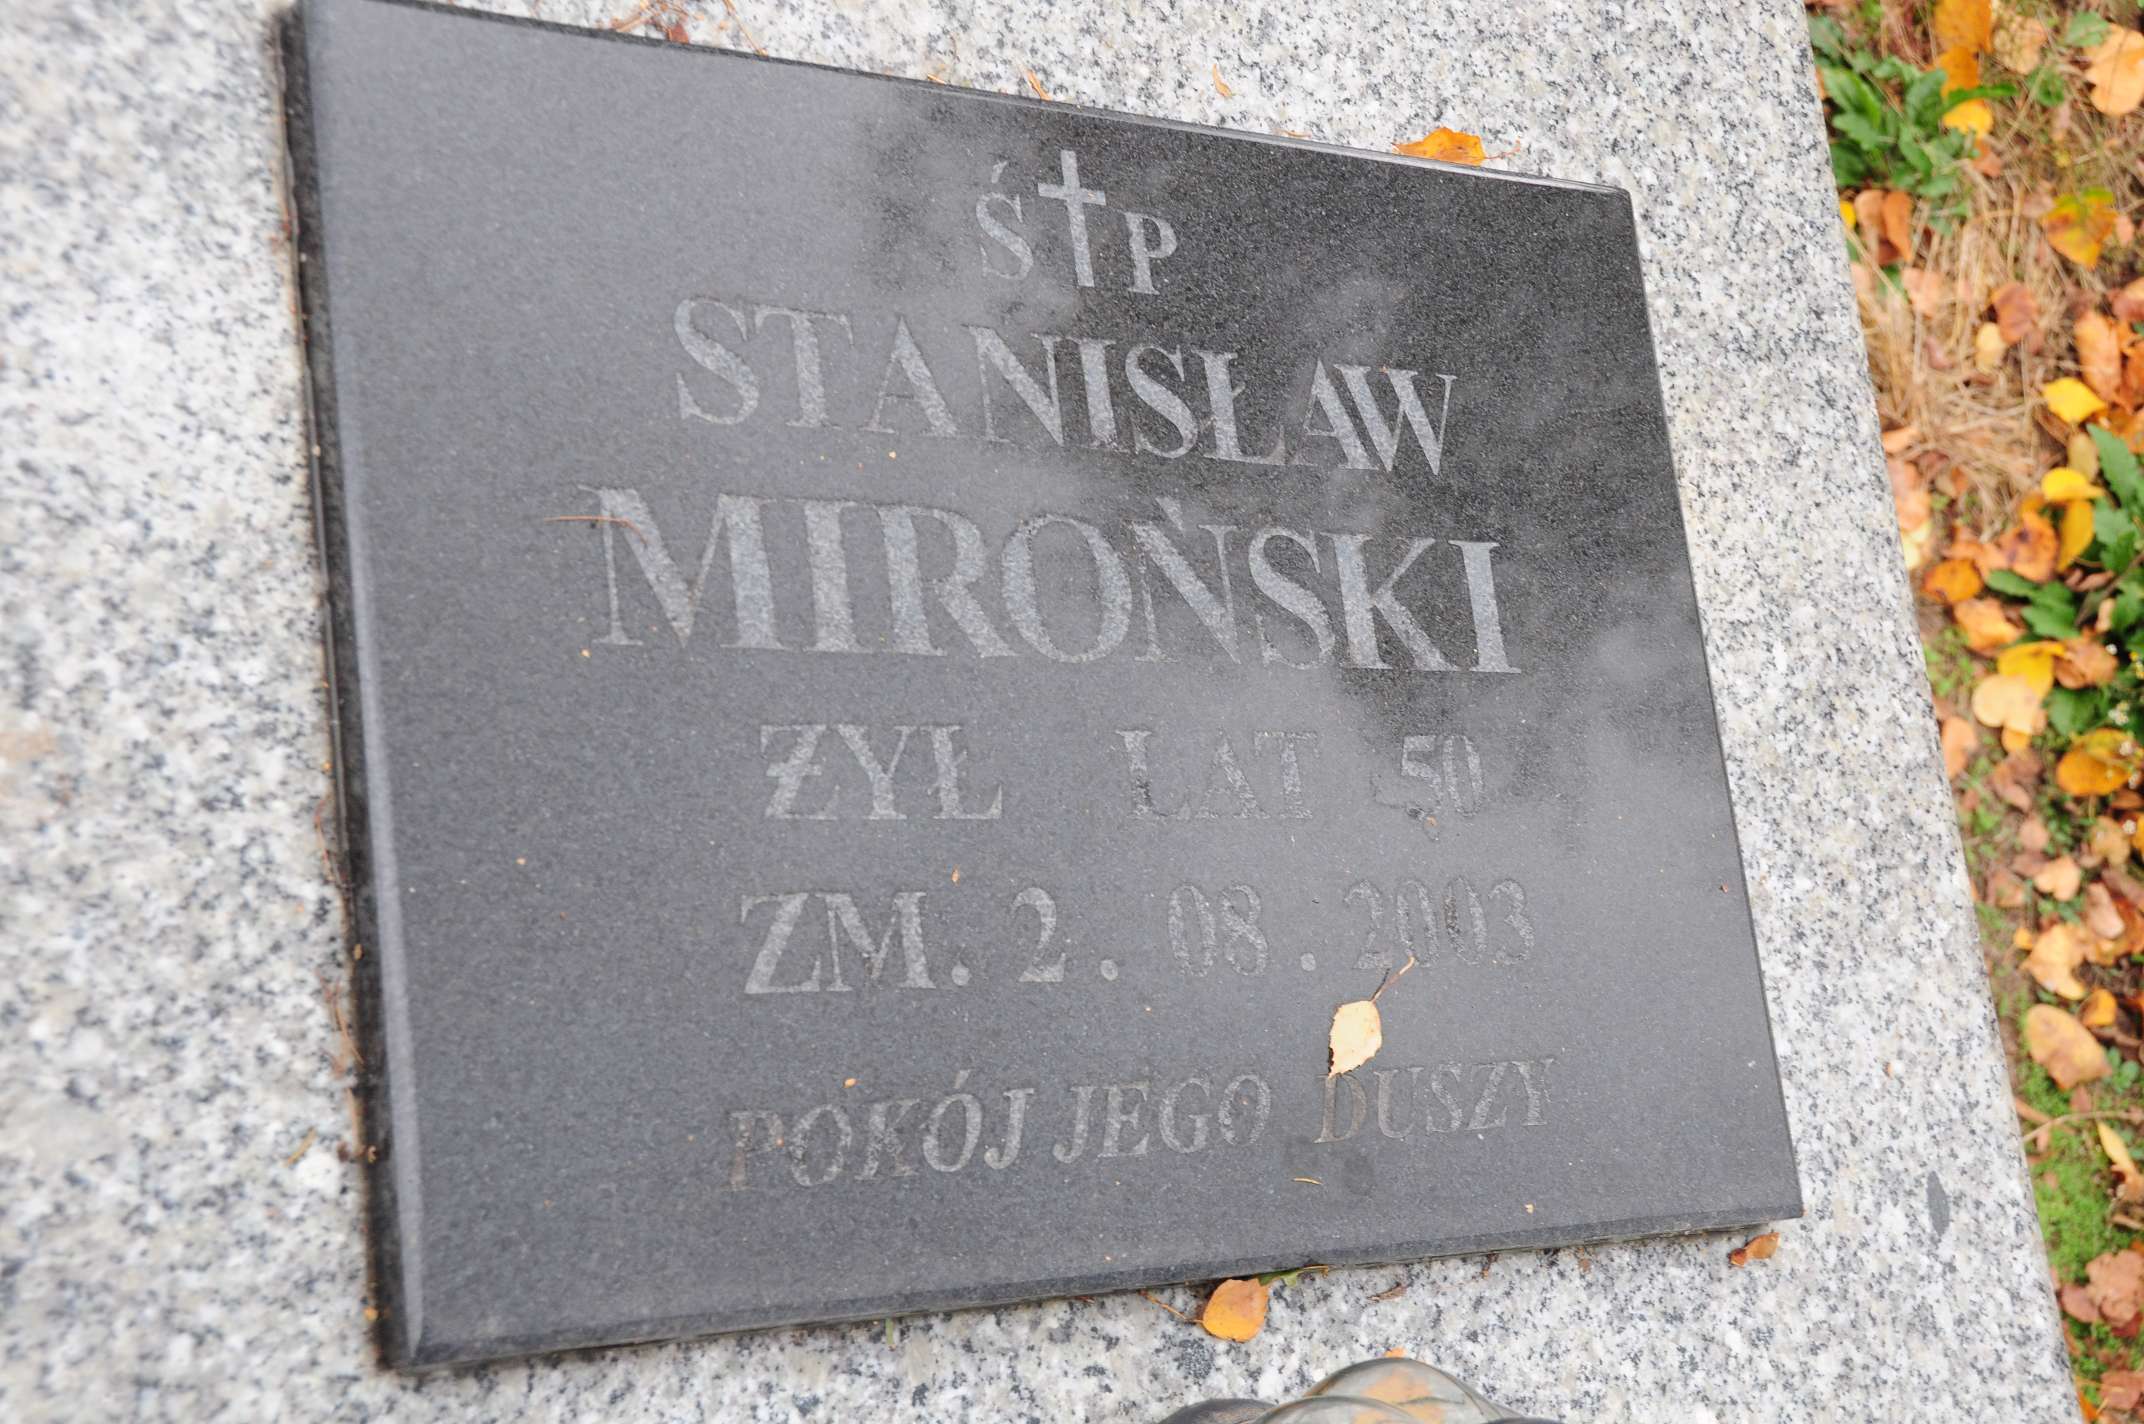 Ś†P
STANISŁAW
MIROŃSKI
ŻYŁ LAT 50
ZM. 2. 08. 2003
POKÓJ JEGO DUSZY